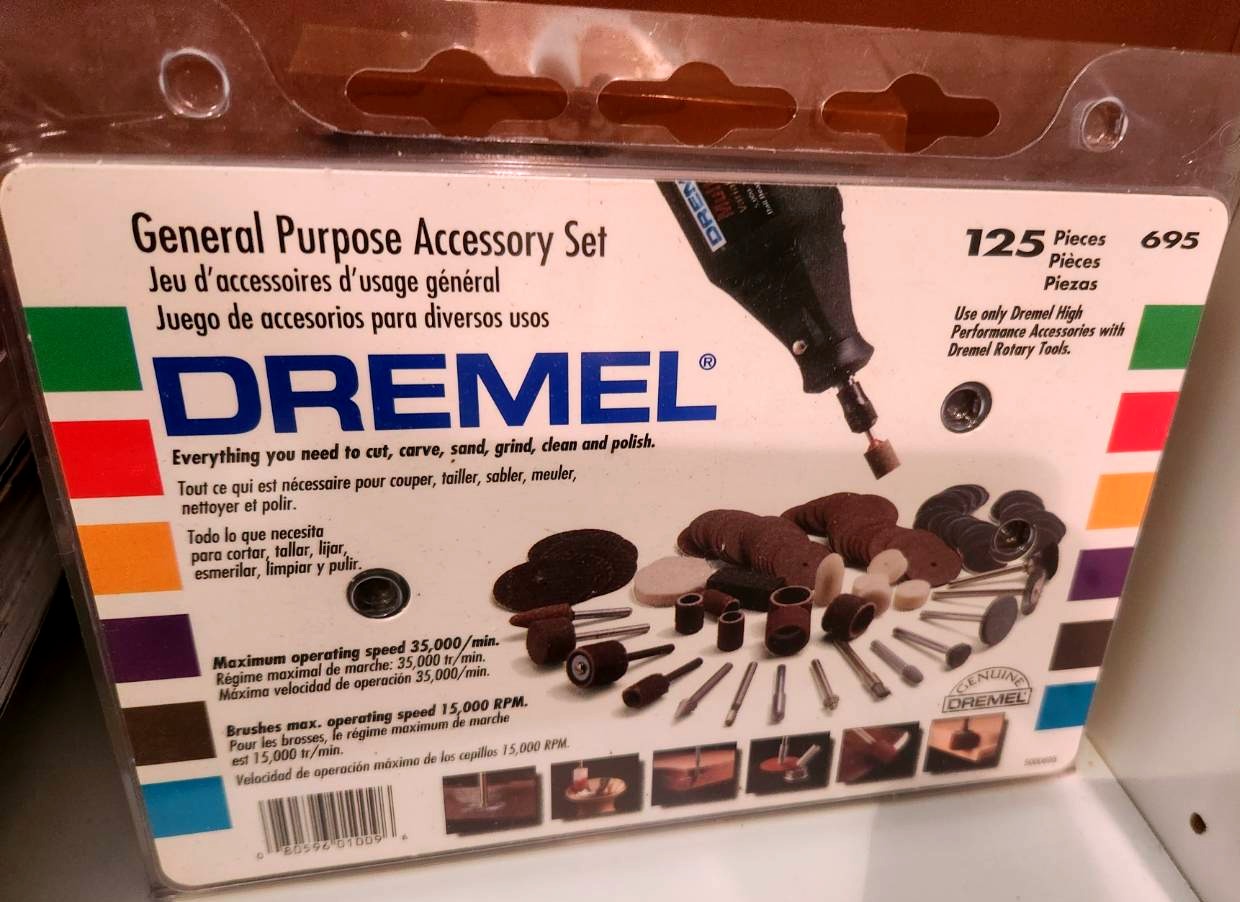 General Purpose Accessory Set
Jeu d'accessoires d'usage général
Juego de accesorios para diversos usos
DREMEL®
Everything you need to cut, carve, sand, grind, clean and polish.
Tout ce qui est nécessaire pour couper, tailler, sabler, meuler,
nettoyer et polir.
Todo lo que necesita
para cortar, tallar, lijar,
esmerilar, limpiar y pulir.
Maximum operating speed 35,000/min.
Régime maximal de marche: 35,000 tr/min.
Máxima velocidad de operación 35,000/min.
Brushes max. operating speed 15,000 RPM.
Pour les brosses, le régime maximum de marche
est 15,000 tr/min.
Velocidad de operación máxima de los cepillos 15,000 RPM.
0 80596 01009 6
DREMEL
125 Pieces
Pièces
Piezas
695
Use only Dremel High
Performance Accessories with
Dremel Rotary Tools.
GENUINE
DREMEL